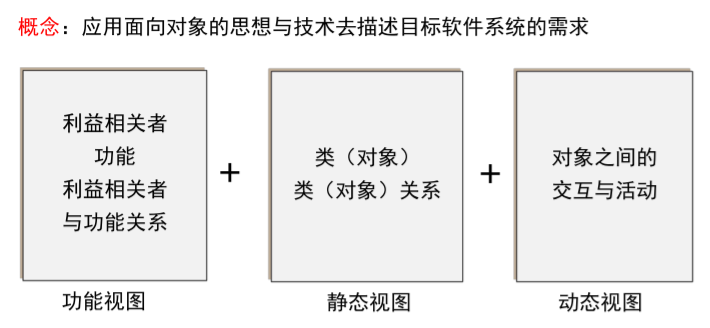 概念：应用面向对象的思想与技术去描述目标软件系统的需求
利益相关者
功能
利益相关者
与功能关系
+
类（对象）
类（对象）关系
+
对象之间的
交互与活动
功能视图
静态视图
动态视图